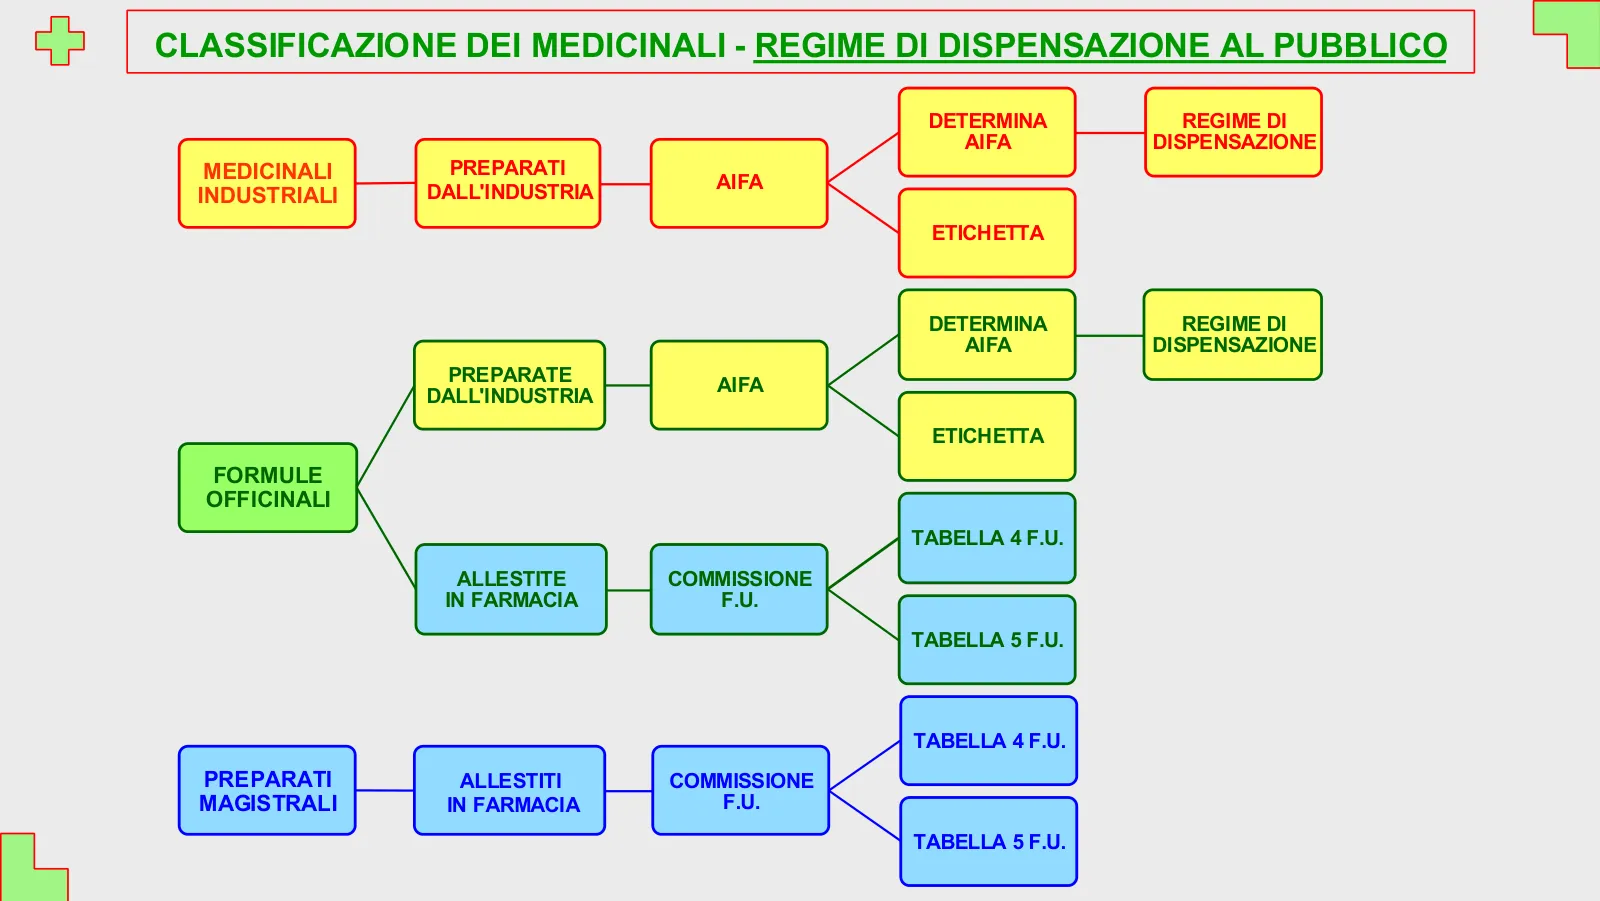 CLASSIFICAZIONE DEI MEDICINALI - REGIME DI DISPENSAZIONE AL PUBBLICO
MEDICINALI
INDUSTRIALI
PREPARATI
DALL'INDUSTRIA
AIFA
DETERMINA
AIFA
REGIME DI
DISPENSAZIONE
ETICHETTA
FORMULE
OFFICINALI
PREPARATE
DALL'INDUSTRIA
AIFA
DETERMINA
AIFA
REGIME DI
DISPENSAZIONE
ETICHETTA
ALLESTITE
IN FARMACIA
COMMISSIONE
F.U.
TABELLA 4 F.U.
TABELLA 5 F.U.
PREPARATI
MAGISTRALI
ALLESTITI
IN FARMACIA
COMMISSIONE
F.U.
TABELLA 4 F.U.
TABELLA 5 F.U.